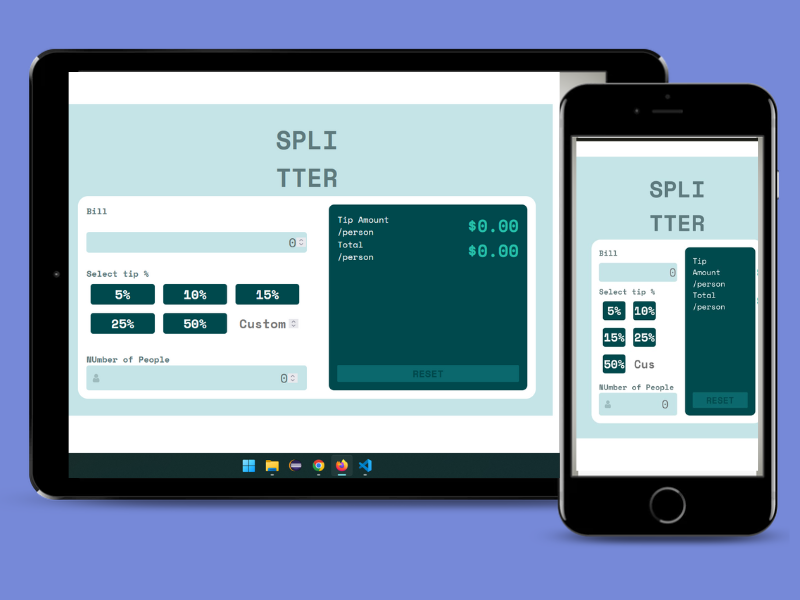 SPLI
TTER
Bill
0
Select tip %
5% 10% 15%
25% 50% Custom
NUmber of People
0
Tip Amount
/person
$0.00
Total
/person
$0.00
RESET
SPLI
TTER
Bill
0
Select tip %
5% 10%
15% 25%
50% Cus
NUmber of People
0
Tip
Amount
/person
Total
/person
RESET